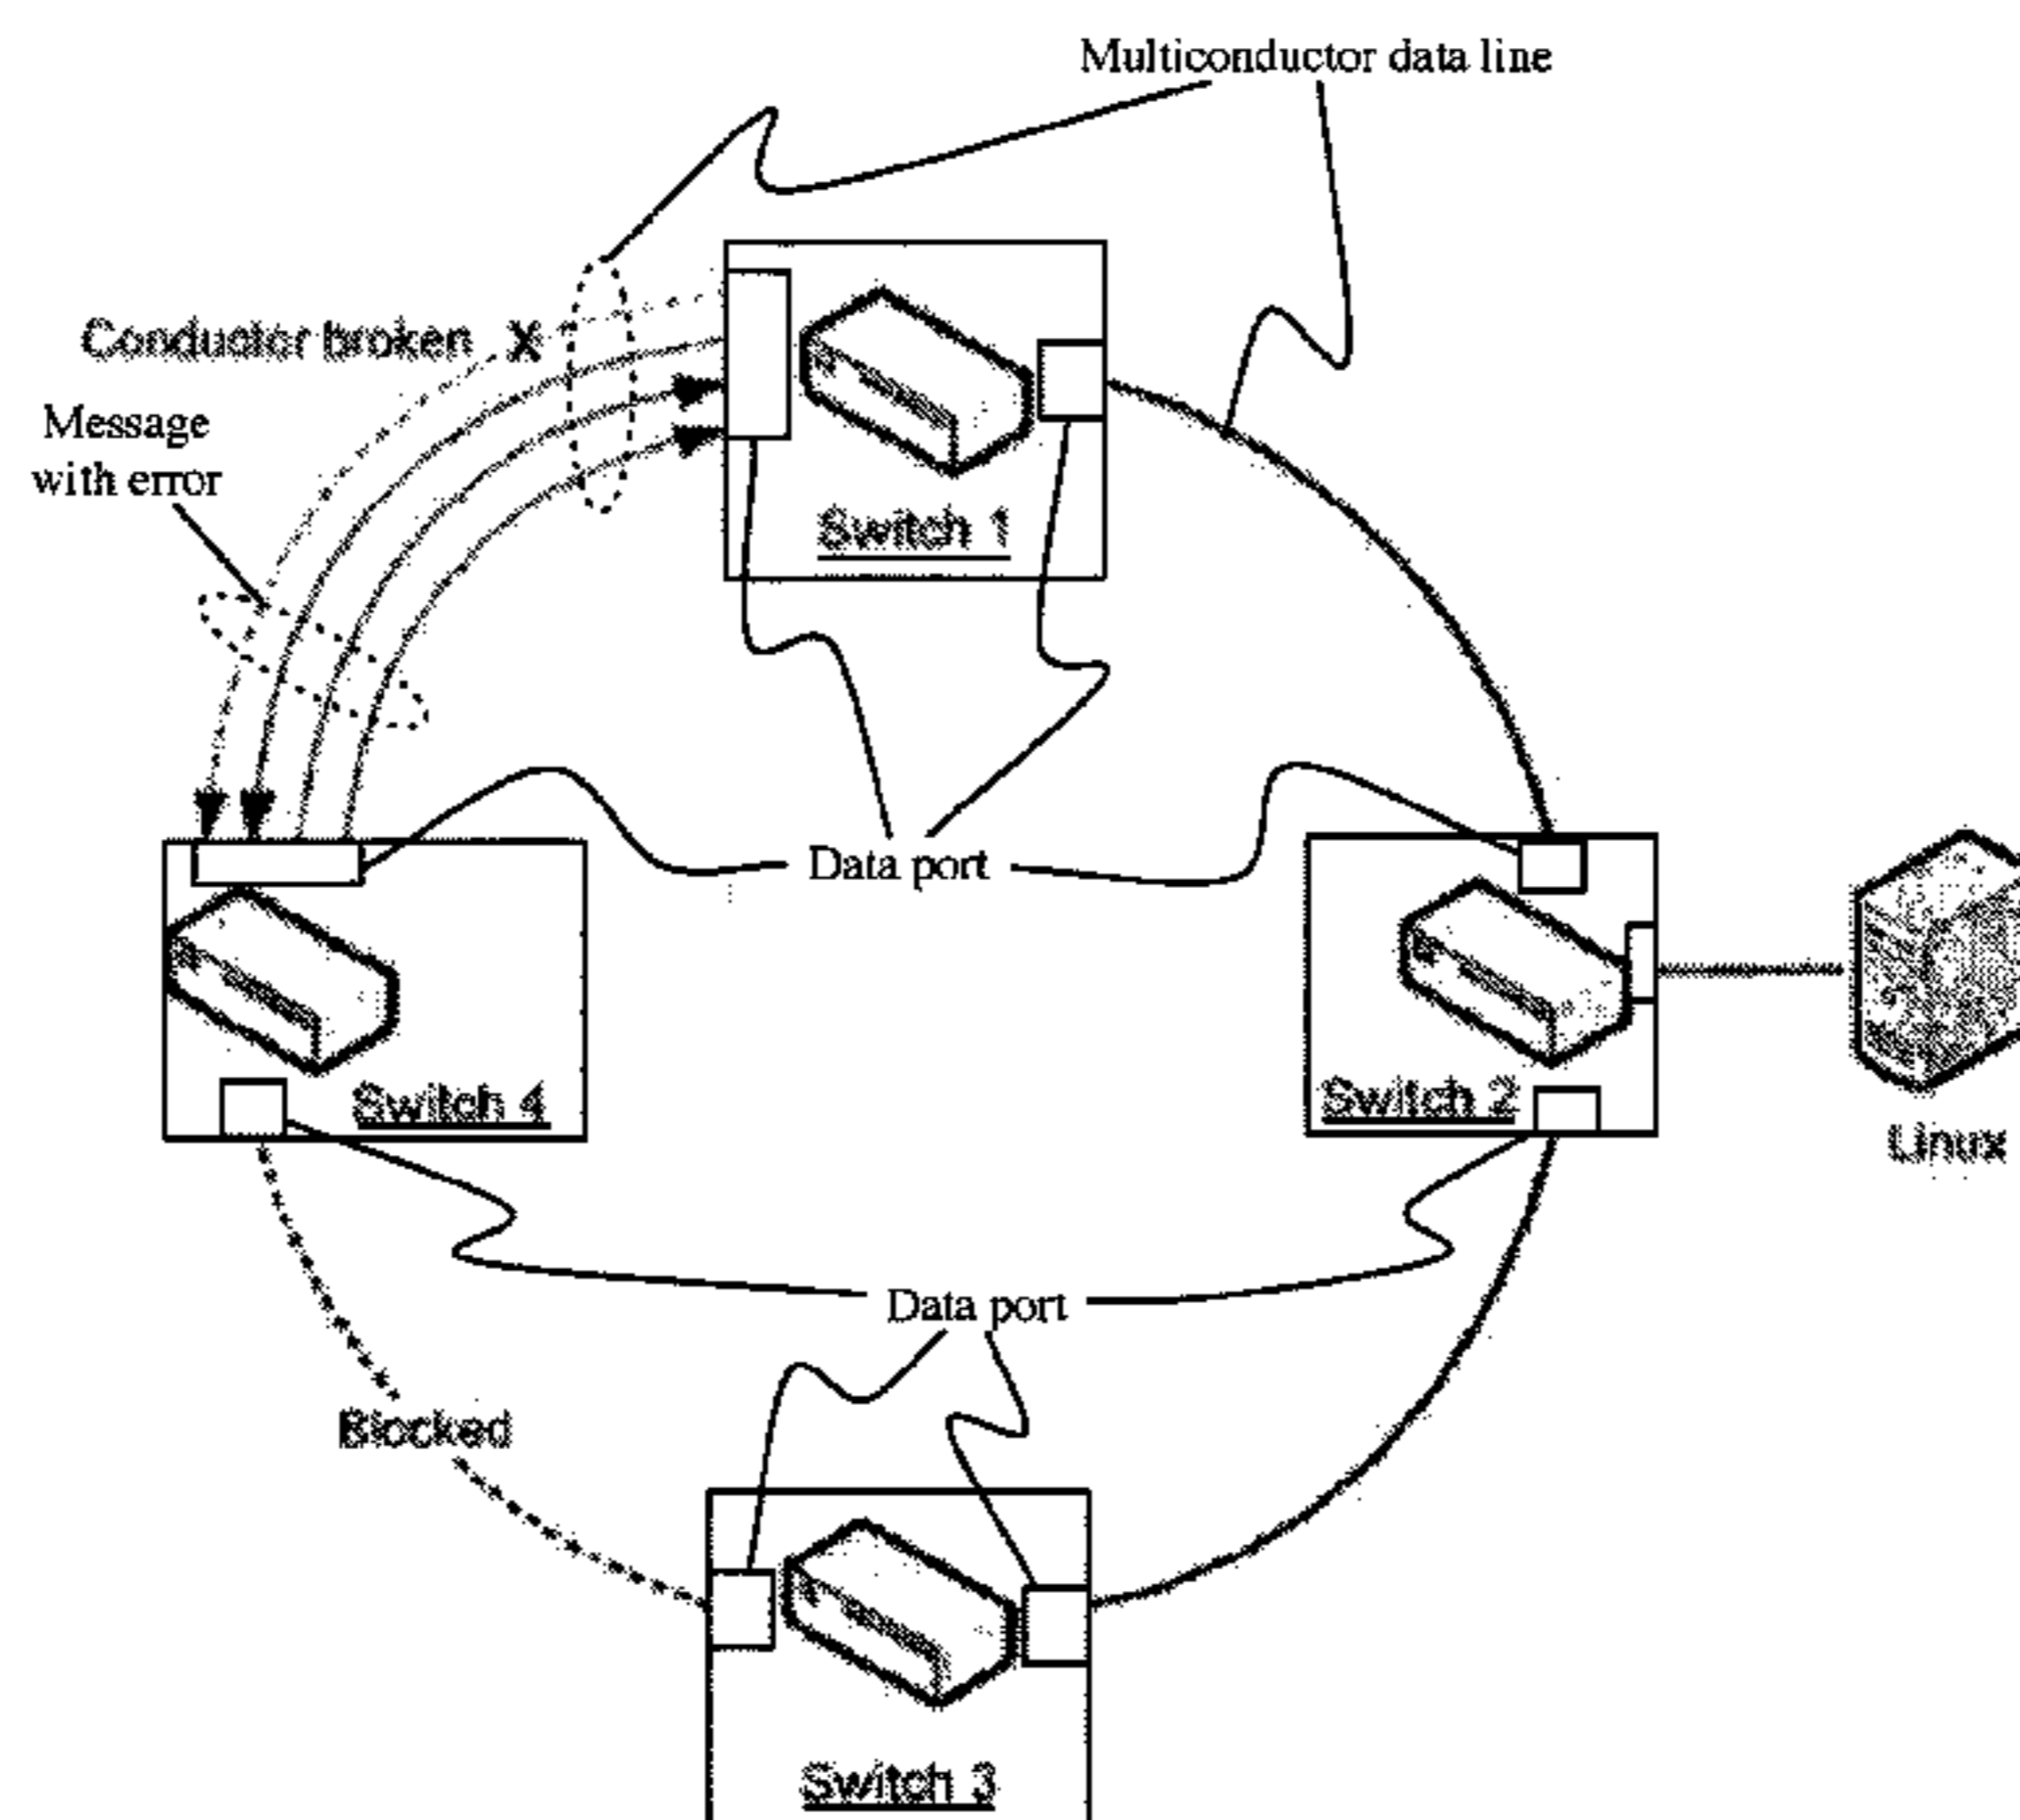 Multiconductor data line
Conductor broken X
Message
with error
Switch 1
Data port
Switch 4
Switch 2
Linux
Data port
Blocked
Switch 3